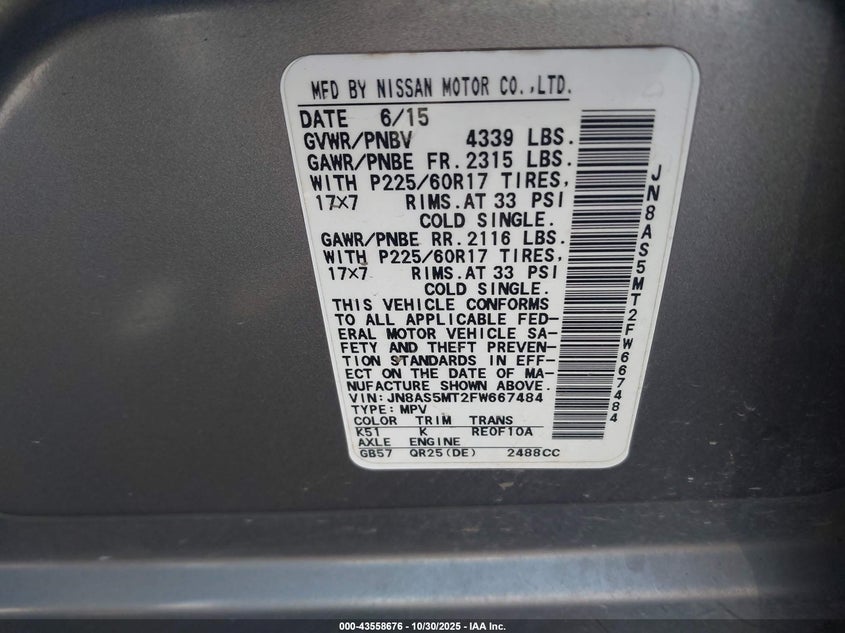 MFD BY NISSAN MOTOR CO.,LTD.
DATE 6/15
GVWR/PNBV 4339 LBS.
GAWR/PNBE FR. 2315 LBS.
WITH P225/60R17 TIRES,
17×7 RIMS.AT 33 PSI
COLD SINGLE.
GAWR/PNBE RR. 2116 LBS.
WITH P225/60R17 TIRES,
17×7 RIMS.AT 33 PSI
COLD SINGLE.
THIS VEHICLE CONFORMS
TO ALL APPLICABLE FED-
ERAL MOTOR VEHICLE SA-
FETY AND THEFT PREVEN-
TION STANDARDS IN EFF-
ECT ON THE DATE OF MA-
NUFACTURE SHOWN ABOVE.
VIN:JN8AS5MT2FW667484
TYPE:MPV
COLOR TRIM TRANS
K51 K RE0F10A
AXLE ENGINE
GB57 QR25(DE) 2488CC
JN8AS5MT2FW667484
000-43558676 • 10/30/2025 - IAA Inc.